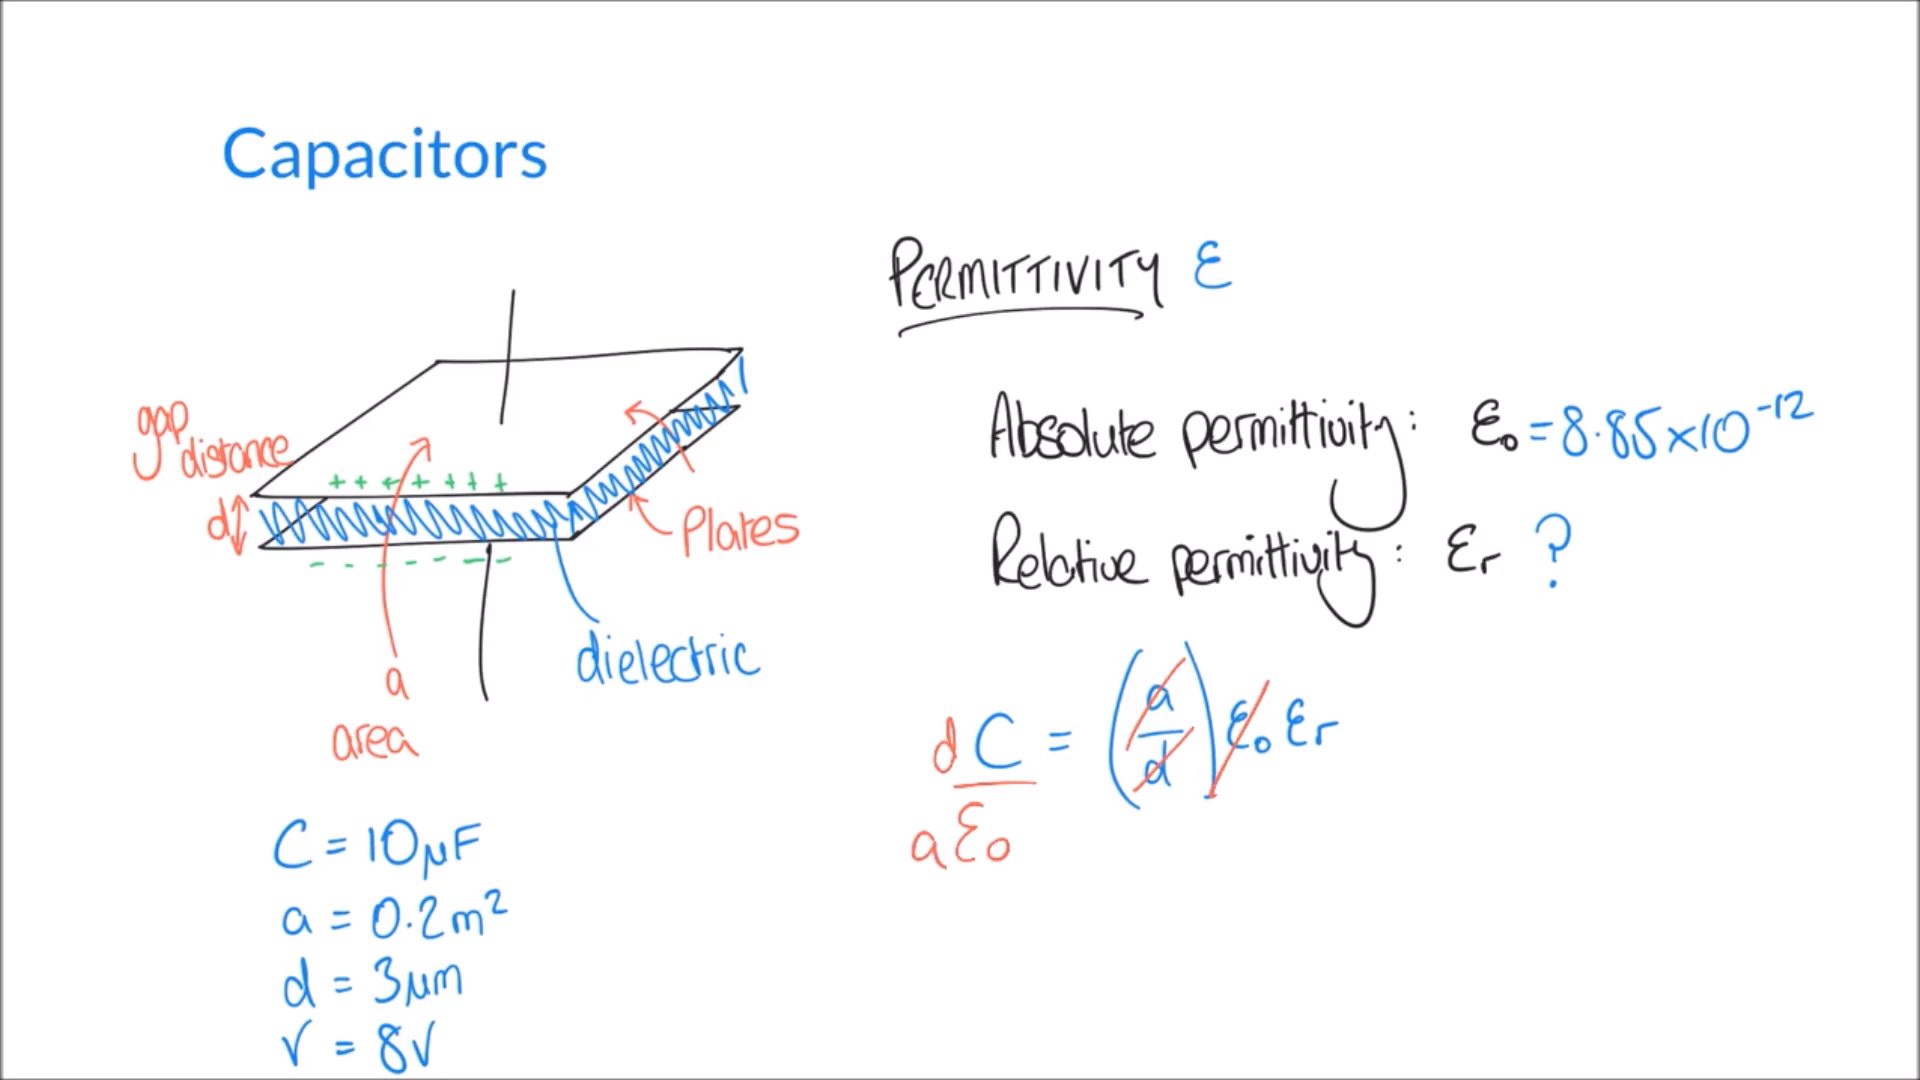 Capacitors
PERMITTIVITY ε
Absolute permittivity: ε₀ = 8.85×10⁻¹²
Relative permittivity: εr ?
gap
distance
d
+ + + + + + +
- - - - - - -
Plates
dielectric
a
area
dC/aε₀ = (a/d) ε₀ εr
C = 10μF
a = 0.2m²
d = 3μm
V = 8V